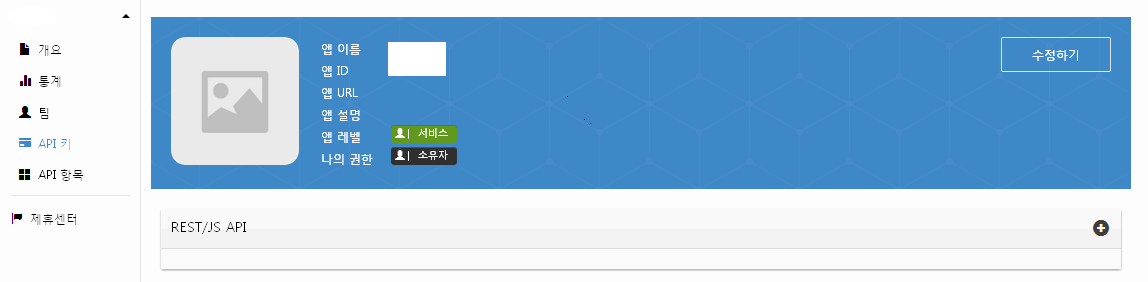 개요
통계
팀
API 키
API 항목
제휴센터
앱 이름
앱 ID
앱 URL
앱 설명
앱 레벨 | 서비스
나의 권한 | 소유자
수정하기
REST/JS API